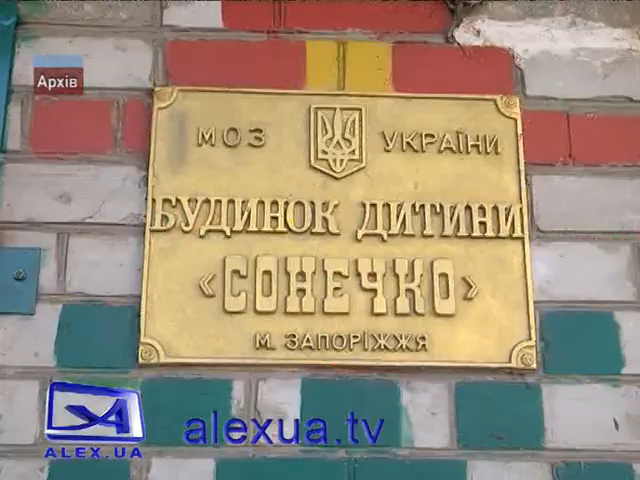 Архів
МОЗ УКРАЇНИ
БУДИНОК ДИТИНИ
«СОНЕЧКО»
М. ЗАПОРІЖЖЯ
ALEX.UA
alexua.tv